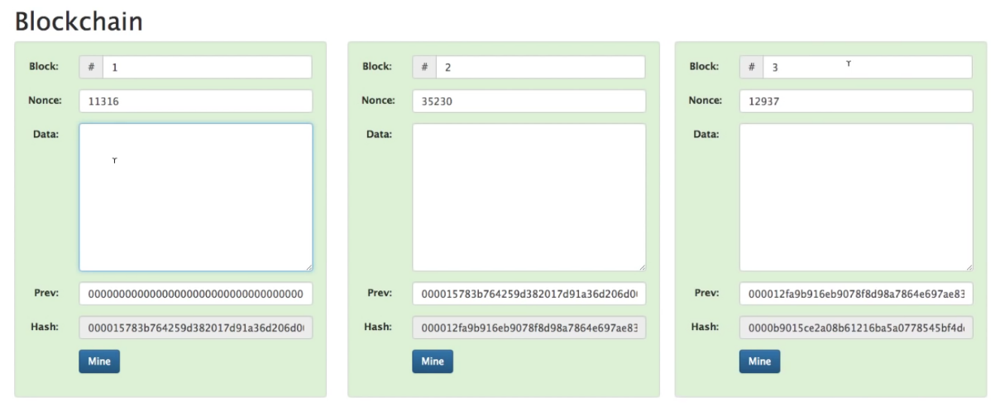 Blockchain
Block: # 1
Nonce: 11316
Data:
Prev: 0000000000000000000000000000000000
Hash: 000015783b764259d382017d91a36d206d0
Mine
Block: # 2
Nonce: 35230
Data:
Prev: 000015783b764259d382017d91a36d206d0
Hash: 000012fa9b916eb9078f8d98a7864e697ae83
Mine
Block: # 3
Nonce: 12937
Data:
Prev: 000012fa9b916eb9078f8d98a7864e697ae83
Hash: 0000b9015ce2a08b61216ba5a0778545bf4d
Mine